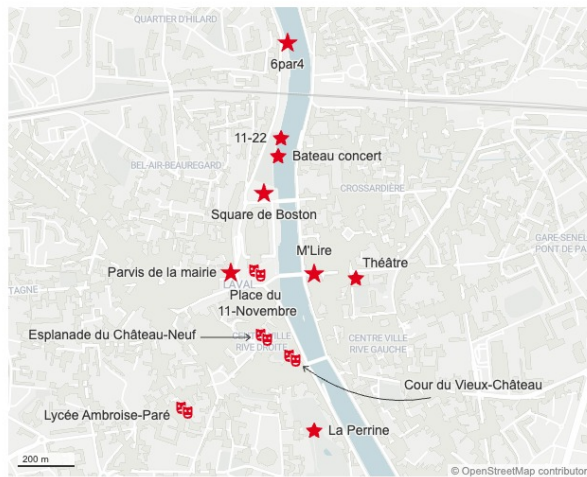 QUARTIER D'HILARD
6par4
11-22
Bateau concert
BEL-AIR-BEAUREGARD
CROSSARDIÈRE
Square de Boston
GARE-SENEL
PONT DE PA
M'Lire
Théâtre
Parvis de la mairie
LAVAL
TAGNE
Place du
11-Novembre
Esplanade du Château-Neuf
CENTRE VILLE
RIVE DROITE
CENTRE VILLE
RIVE GAUCHE
Cour du Vieux-Château
Lycée Ambroise-Paré
La Perrine
200 m
© OpenStreetMap contributor